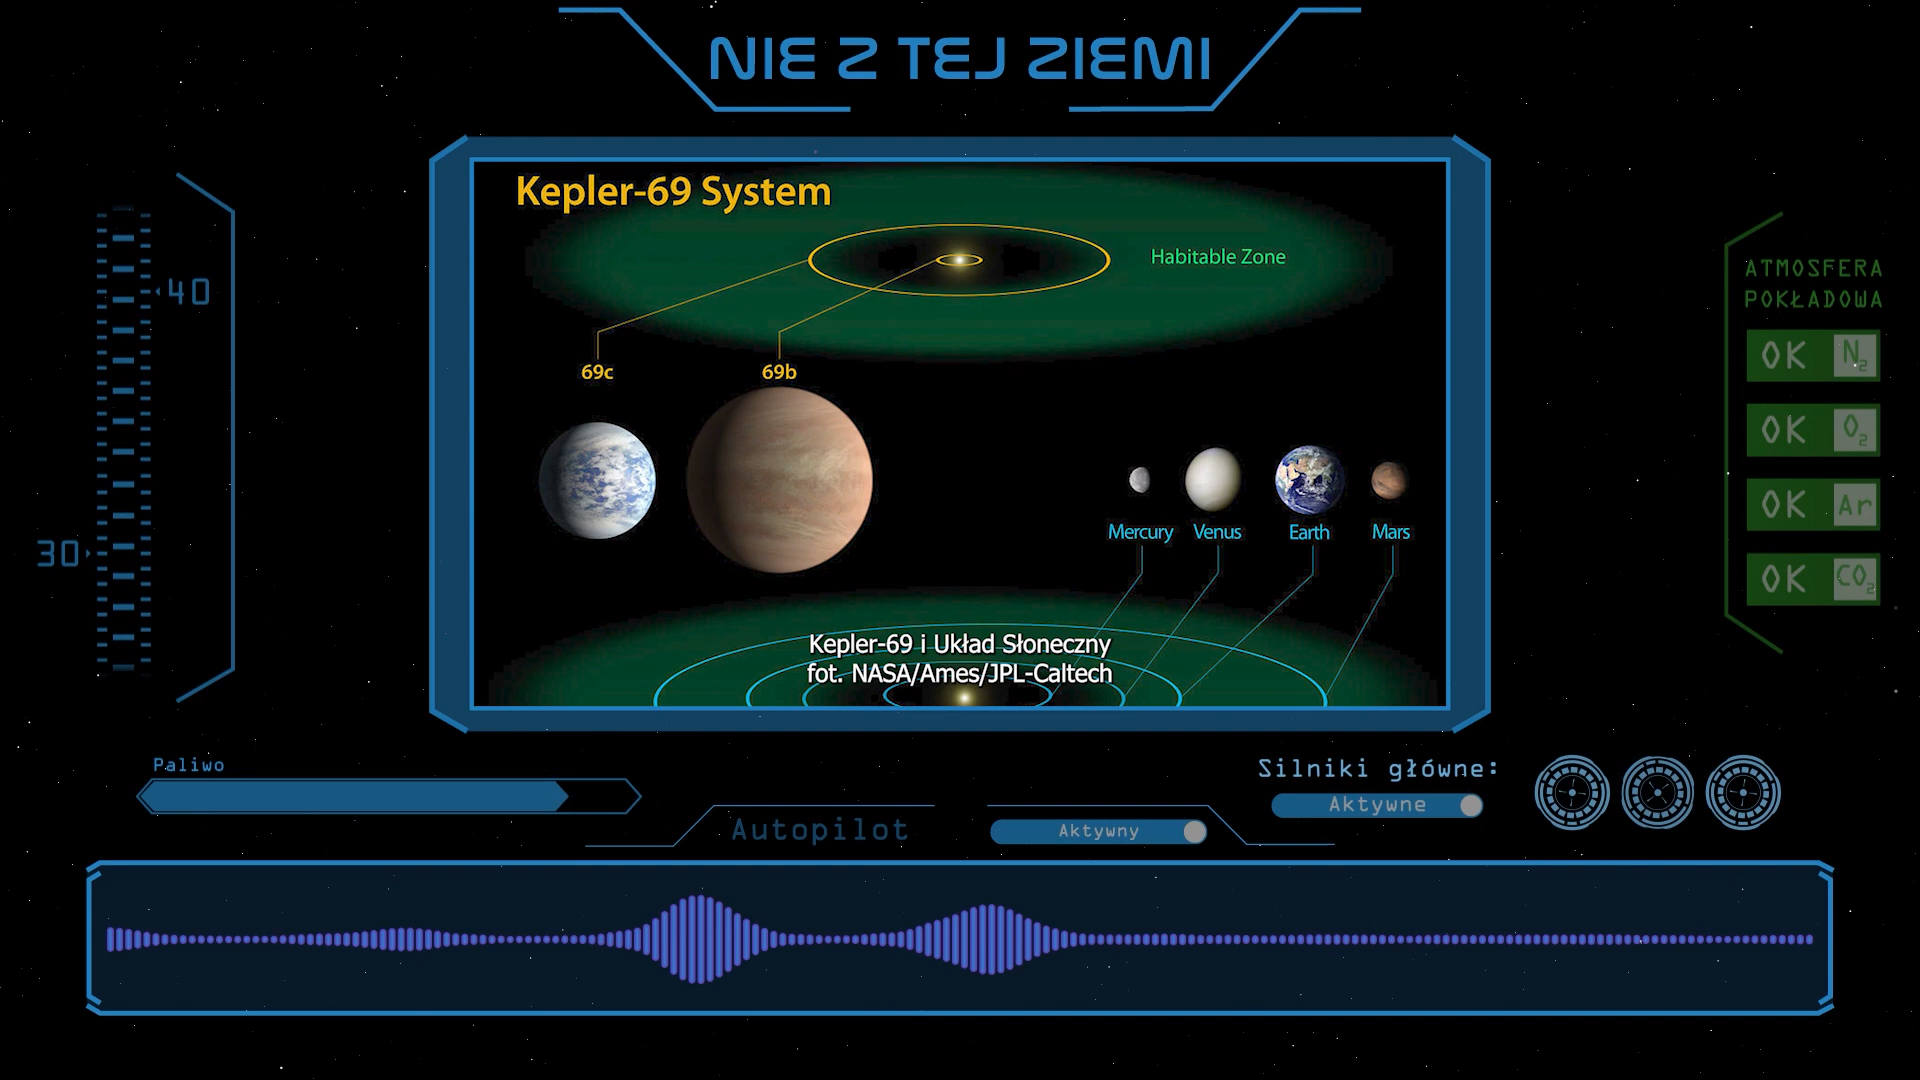 NIE Z TEJ ZIEMI
Kepler-69 System
Habitable Zone
69c
69b
Mercury
Venus
Earth
Mars
Kepler-69 i Układ Słoneczny
fot. NASA/Ames/JPL-Caltech
40
30
ATMOSFERA
POKŁADOWA
OK N₂
OK O₂
OK Ar
OK CO₂
Paliwo
Silniki główne:
Aktywne
Autopilot
Aktywny